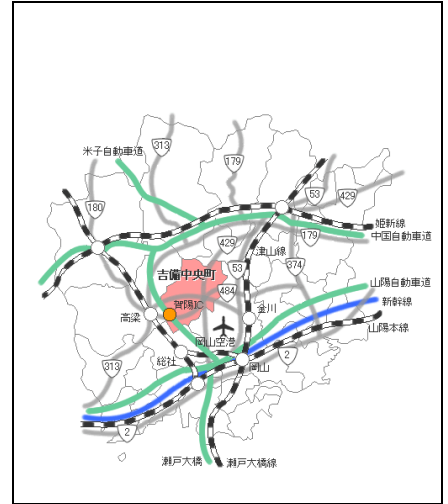 313
179
米子自動車道
53
429
180
姫新線
429
津山線
179
中国自動車道
吉備中央町
53
374
484
山陽自動車道
賀陽IC
新幹線
高梁
金川
山陽本線
岡山空港
総社
2
岡山
313
2
瀬戸大橋
瀬戸大橋線